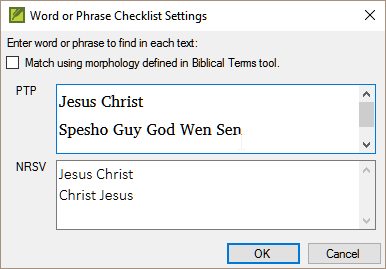 Word or Phrase Checklist Settings
Enter word or phrase to find in each text:
Match using morphology defined in Biblical Terms tool.
PTP
Jesus Christ
Spesho Guy God Wen Sen
NRSV
Jesus Christ
Christ Jesus
OK
Cancel